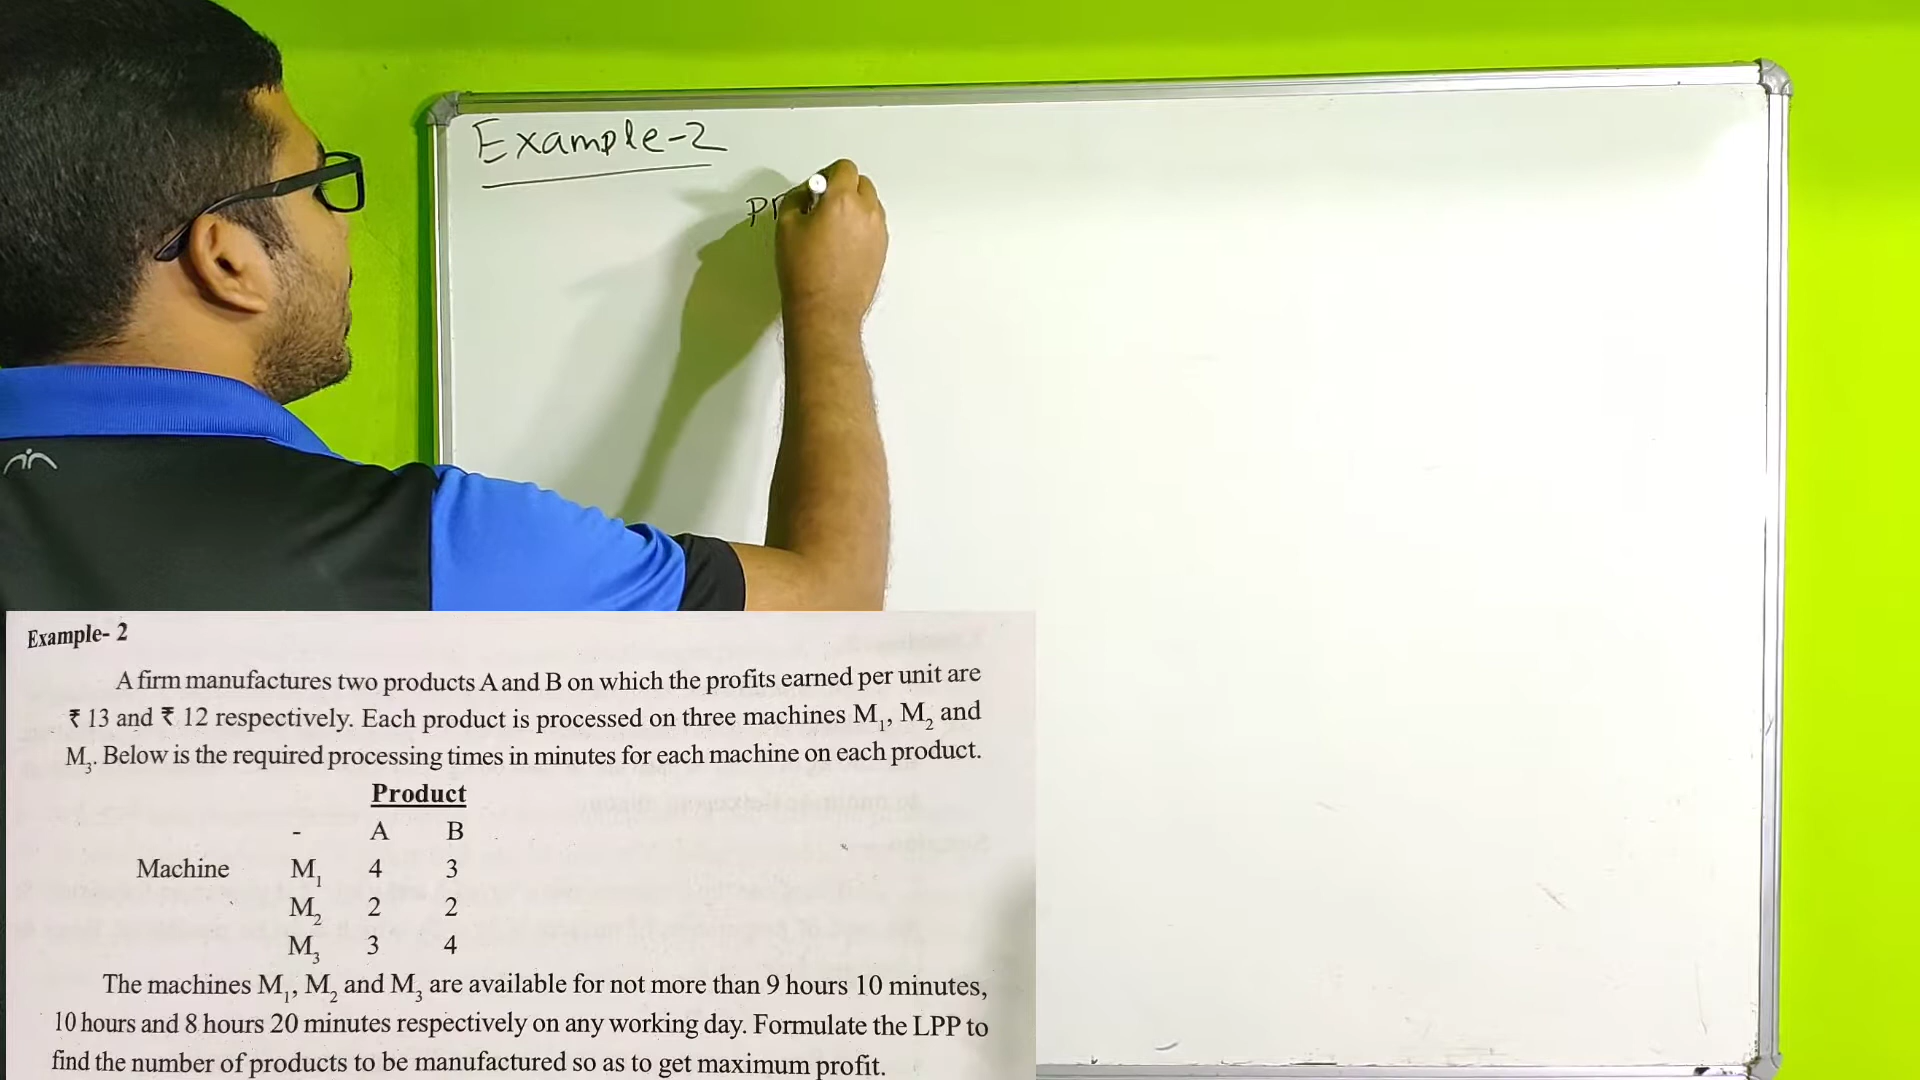 Example-2
Pr
Example- 2
A firm manufactures two products A and B on which the profits earned per unit are
₹ 13 and ₹ 12 respectively. Each product is processed on three machines M₁, M₂ and
M₃. Below is the required processing times in minutes for each machine on each product.
Product
- A B
Machine M₁ 4 3
M₂ 2 2
M₃ 3 4
The machines M₁, M₂ and M₃ are available for not more than 9 hours 10 minutes,
10 hours and 8 hours 20 minutes respectively on any working day. Formulate the LPP to
find the number of products to be manufactured so as to get maximum profit.